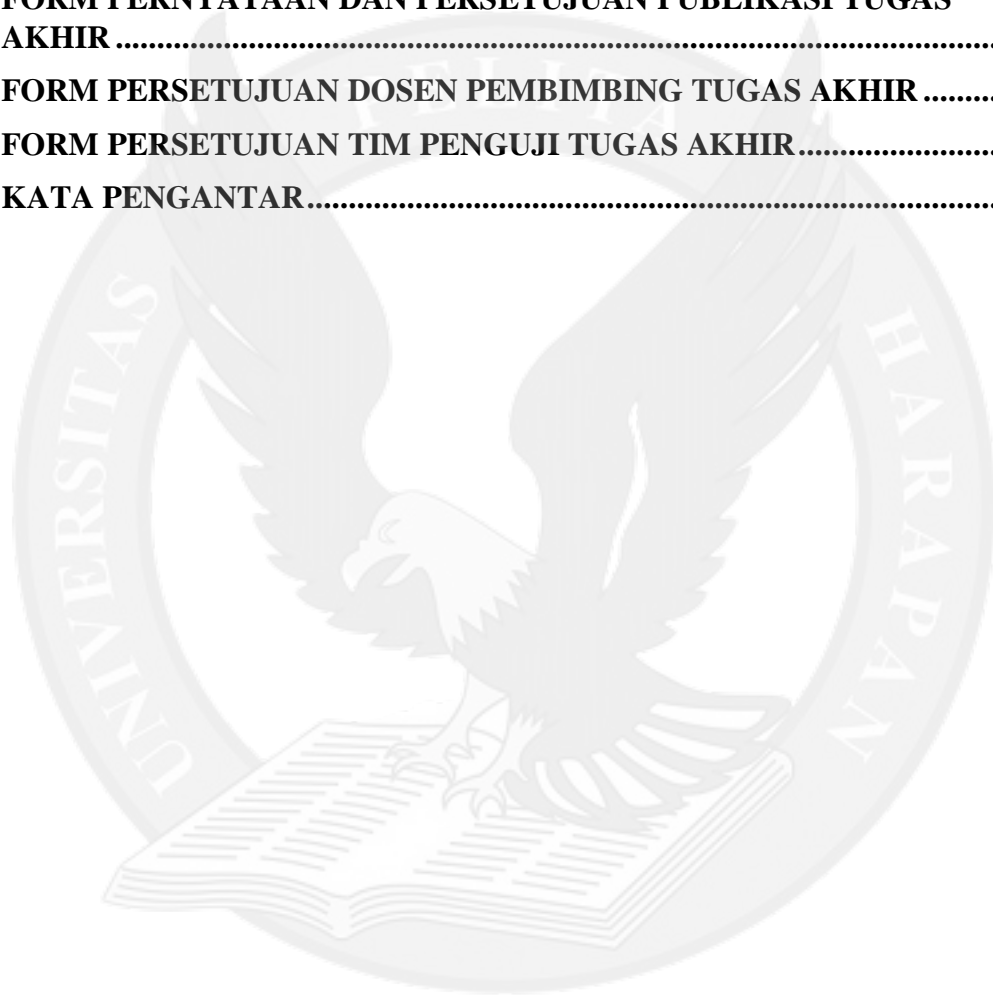 FORM PERNYATAAN DAN PERSETUJUAN PUBLIKASI TUGAS
AKHIR ........................................................................................................
FORM PERSETUJUAN DOSEN PEMBIMBING TUGAS AKHIR .........
FORM PERSETUJUAN TIM PENGUJI TUGAS AKHIR.......................
KATA PENGANTAR................................................................................
UNIVERSITAS PELITA HARAPAN